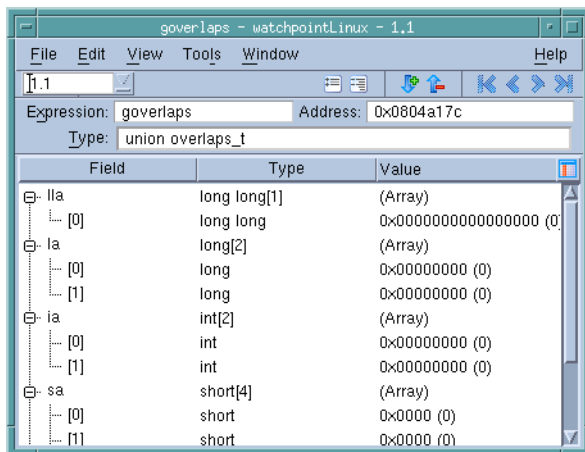 goverlaps - watchpointLinux - 1.1
File Edit View Tools Window Help
1.1
Expression: goverlaps Address: 0x0804a17c
Type: union overlaps_t
Field Type Value
lla long long[1] (Array)
[0] long long 0x0000000000000000 (0)
la long[2] (Array)
[0] long 0x00000000 (0)
[1] long 0x00000000 (0)
ia int[2] (Array)
[0] int 0x00000000 (0)
[1] int 0x00000000 (0)
sa short[4] (Array)
[0] short 0x0000 (0)
[1] short 0x0000 (0)